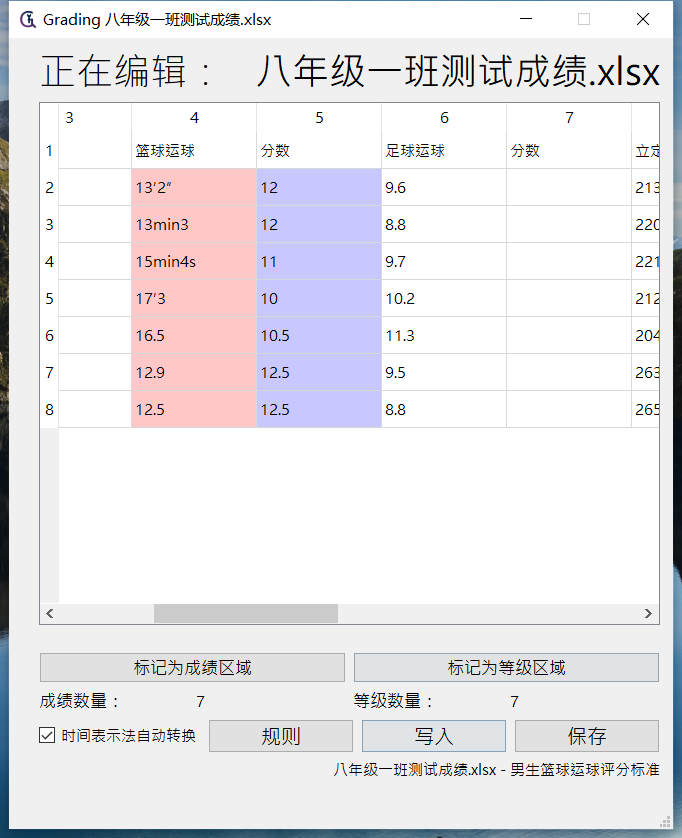 Grading 八年级一班测试成绩.xlsx
正在编辑： 八年级一班测试成绩.xlsx
3 4 5 6 7
1 篮球运球 分数 足球运球 分数 立定
2 13'2" 12 9.6 213
3 13min3 12 8.8 220
4 15min4s 11 9.7 221
5 17'3 10 10.2 212
6 16.5 10.5 11.3 204
7 12.9 12.5 9.5 263
8 12.5 12.5 8.8 265
标记为成绩区域 标记为等级区域
成绩数量： 7 等级数量： 7
时间表示法自动转换 规则 写入 保存
八年级一班测试成绩.xlsx - 男生篮球运球评分标准